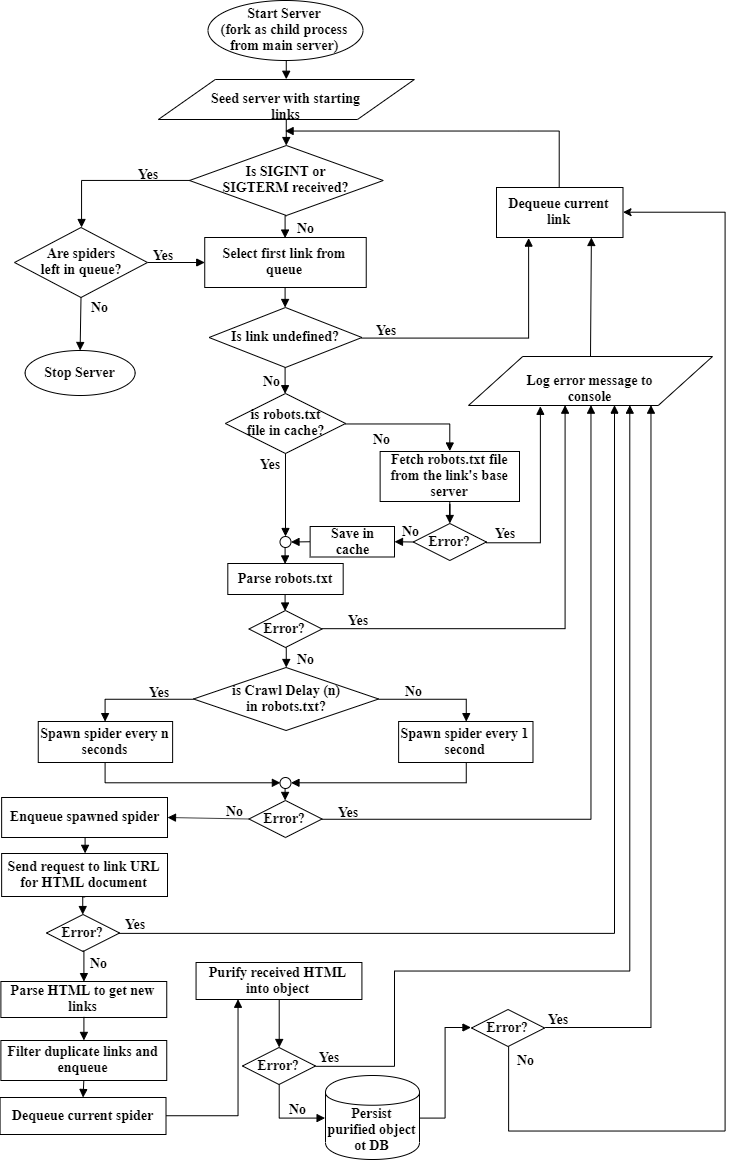 Start Server
(fork as child process
from main server)
Seed server with starting
links
Is SIGINT or
SIGTERM received?
Yes
No
Dequeue current
link
Are spiders
left in queue?
Yes
No
Select first link from
queue
Is link undefined?
Yes
No
Stop Server
Log error message to
console
is robots.txt
file in cache?
No
Yes
Fetch robots.txt file
from the link's base
server
Error?
Yes
No
Save in
cache
Parse robots.txt
Error?
Yes
No
is Crawl Delay (n)
in robots.txt?
Yes
No
Spawn spider every n
seconds
Spawn spider every 1
second
Error?
Yes
No
Enqueue spawned spider
Send request to link URL
for HTML document
Error?
Yes
No
Parse HTML to get new
links
Filter duplicate links and
enqueue
Dequeue current spider
Purify received HTML
into object
Error?
Yes
No
Persist
purified object
ot DB
Error?
Yes
No